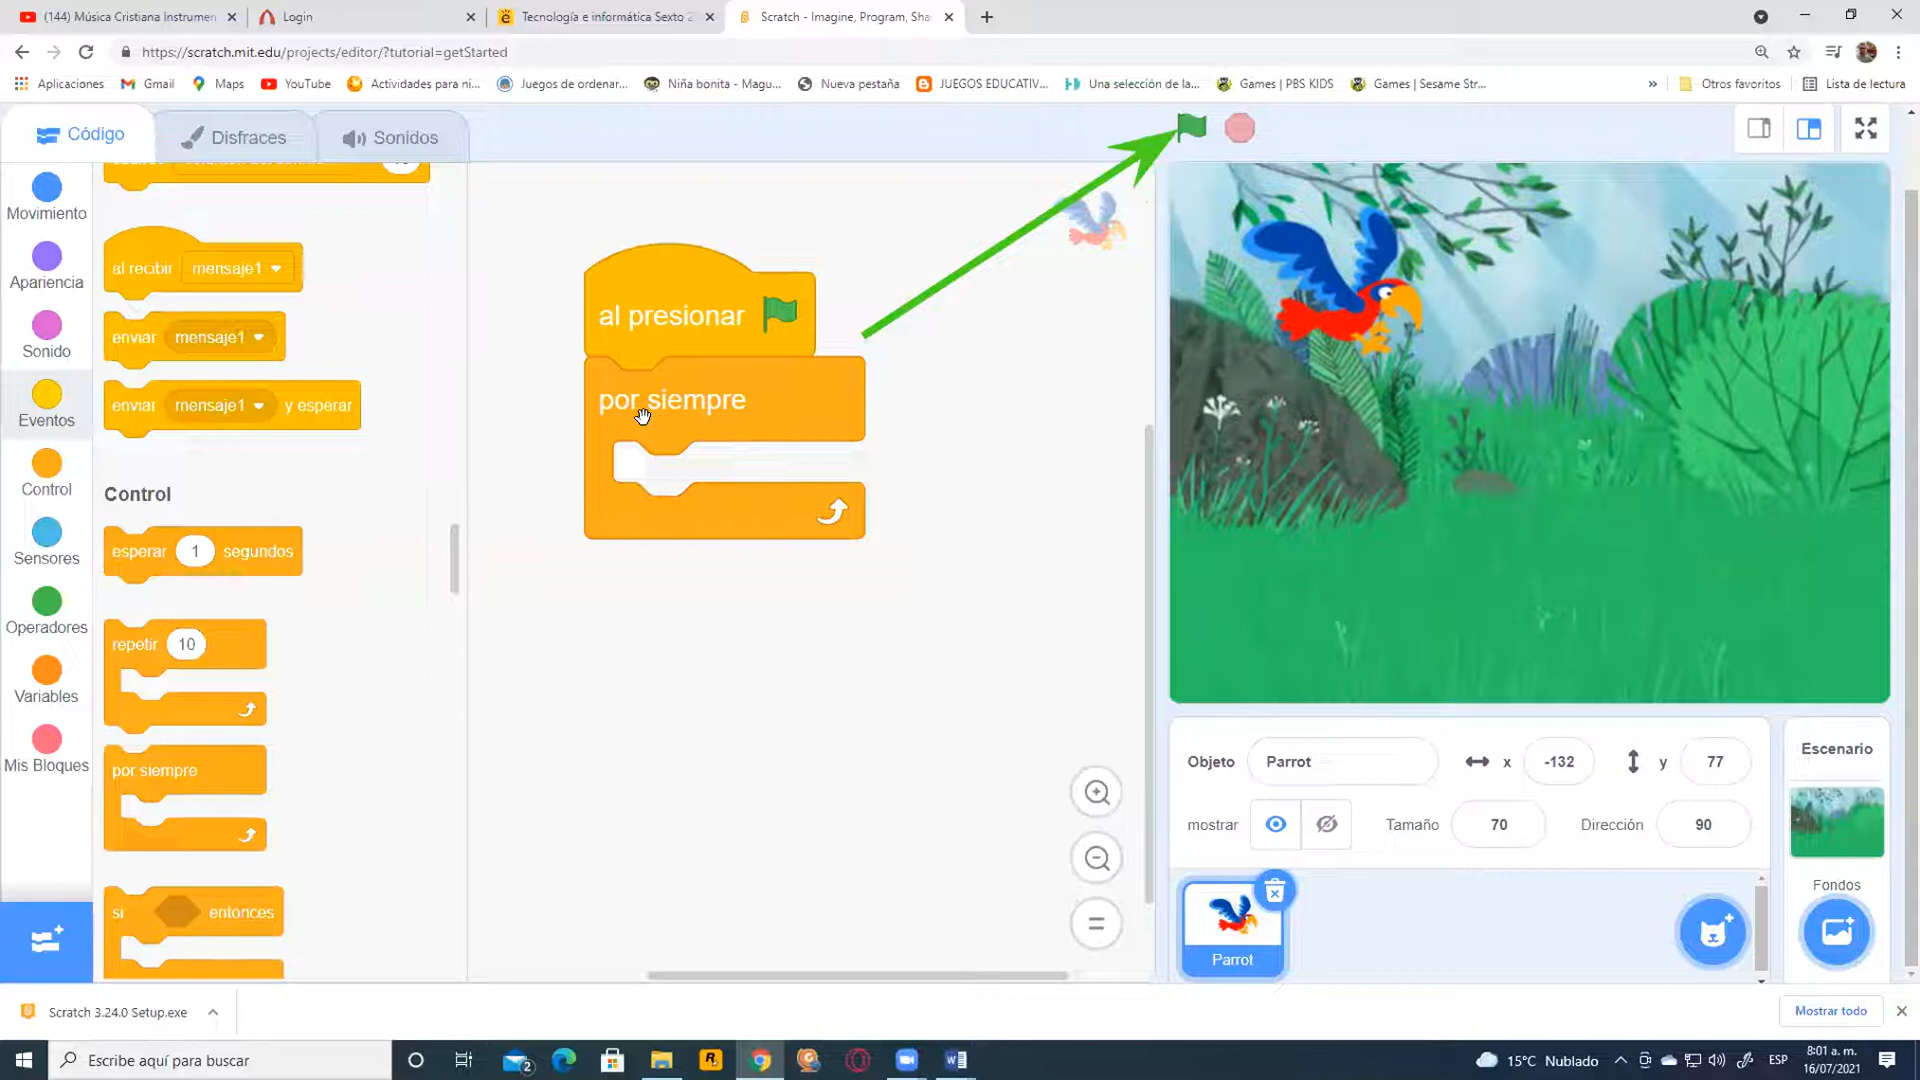 (144) Música Cristiana Instrumen
Login
Tecnología e informática Sexto 2
Scratch - Imagine, Program, Sha
https://scratch.mit.edu/projects/editor/?tutorial=getStarted
Aplicaciones
Gmail
Maps
YouTube
Actividades para ni...
Juegos de ordenar...
Niña bonita - Magu...
Nueva pestaña
JUEGOS EDUCATIV...
Una selección de la...
Games | PBS KIDS
Games | Sesame Str...
»
Otros favoritos
Lista de lectura
Código
Disfraces
Sonidos
Movimiento
Apariencia
Sonido
Eventos
Control
Sensores
Operadores
Variables
Mis Bloques
al recibir mensaje1
enviar mensaje1
enviar mensaje1 y esperar
Control
esperar 1 segundos
repetir 10
por siempre
si entonces
al presionar
por siempre
Objeto Parrot x -132 y 77
mostrar Tamaño 70 Dirección 90
Parrot
Escenario
Fondos
Scratch 3.24.0 Setup.exe
Mostrar todo
Escribe aquí para buscar
2
15°C Nublado
ESP
8:01 a. m.
16/07/2021